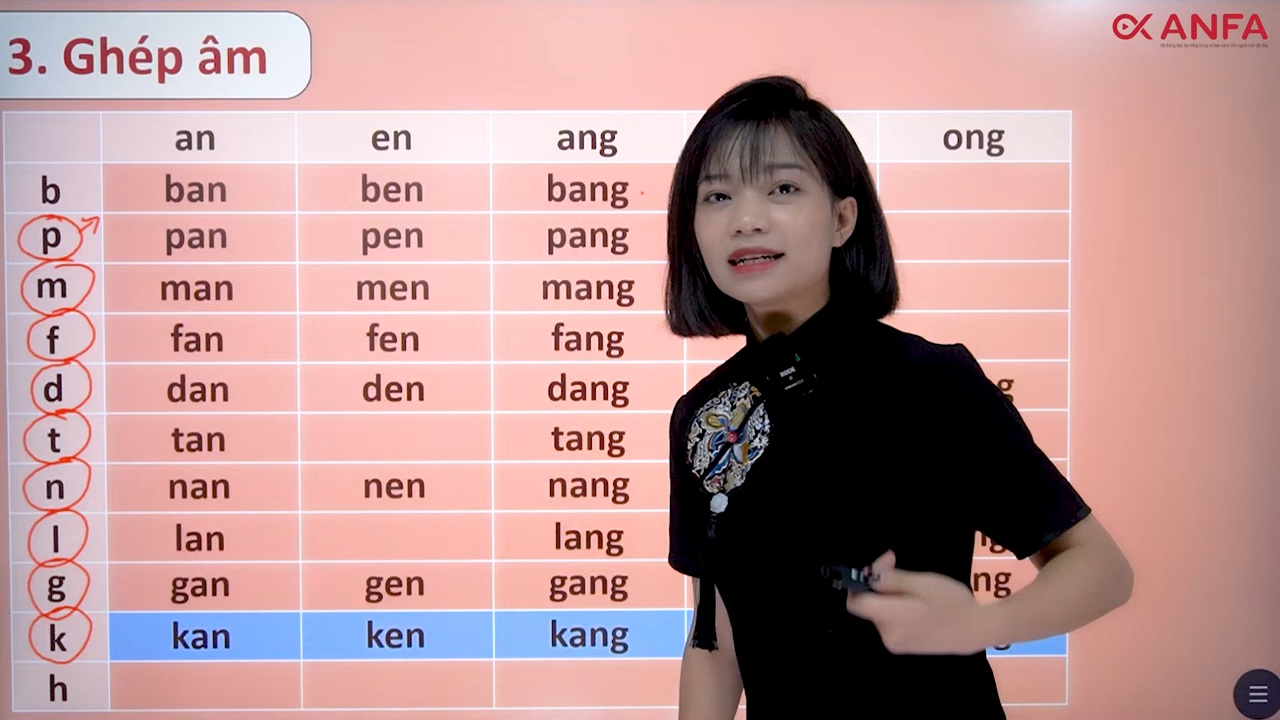 ANFA
3. Ghép âm
an en ang ong
b ban ben bang
p pan pen pang
m man men mang
f fan fen fang
d dan den dang
t tan tang
n nan nen nang
l lan lang
g gan gen gang
k kan ken kang
h